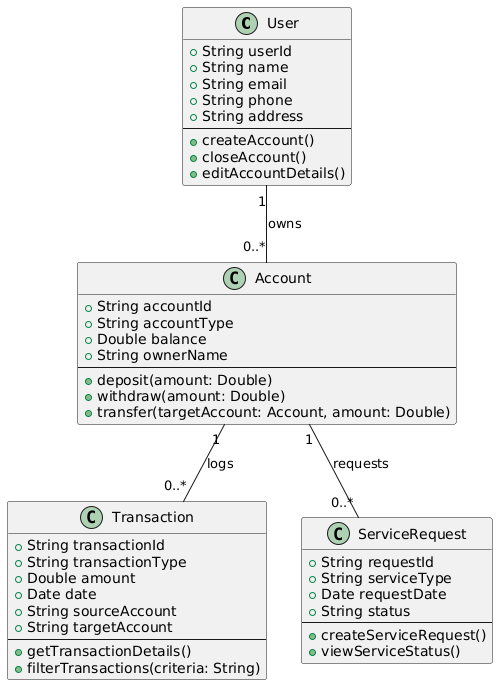 C User
String userId
String name
String email
String phone
String address
createAccount()
closeAccount()
editAccountDetails()
1
owns
0..*
C Account
String accountId
String accountType
Double balance
String ownerName
deposit(amount: Double)
withdraw(amount: Double)
transfer(targetAccount: Account, amount: Double)
1
logs
0..*
1
requests
0..*
C Transaction
String transactionId
String transactionType
Double amount
Date date
String sourceAccount
String targetAccount
getTransactionDetails()
filterTransactions(criteria: String)
C ServiceRequest
String requestId
String serviceType
Date requestDate
String status
createServiceRequest()
viewServiceStatus()